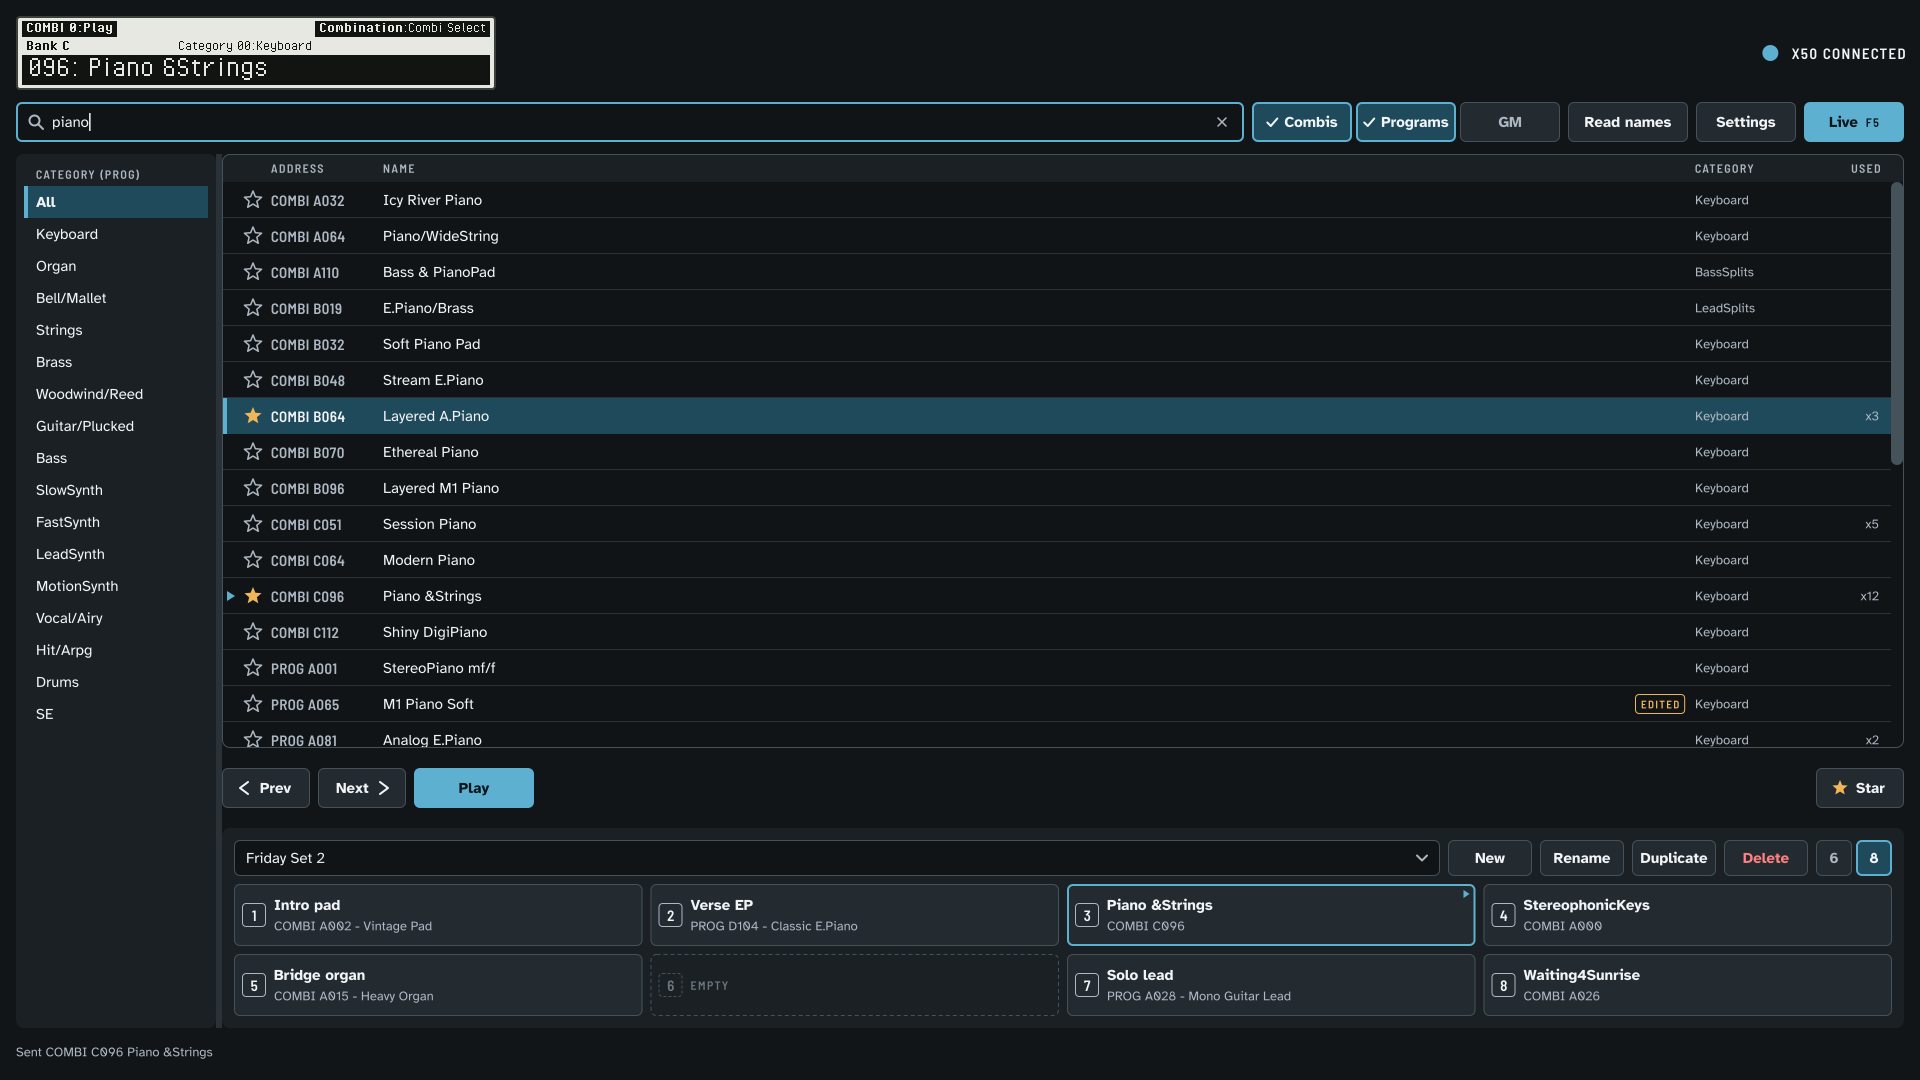 COMBI 0:Play
Combination:Combi Select
Bank C
Category 00:Keyboard
096: Piano &Strings
X50 CONNECTED
piano
Combis
Programs
GM
Read names
Settings
Live F5
CATEGORY (PROG)
All
Keyboard
Organ
Bell/Mallet
Strings
Brass
Woodwind/Reed
Guitar/Plucked
Bass
SlowSynth
FastSynth
LeadSynth
MotionSynth
Vocal/Airy
Hit/Arpg
Drums
SE
ADDRESS NAME CATEGORY USED
COMBI A032 Icy River Piano Keyboard
COMBI A064 Piano/WideString Keyboard
COMBI A110 Bass & PianoPad BassSplits
COMBI B019 E.Piano/Brass LeadSplits
COMBI B032 Soft Piano Pad Keyboard
COMBI B048 Stream E.Piano Keyboard
COMBI B064 Layered A.Piano Keyboard x3
COMBI B070 Ethereal Piano Keyboard
COMBI B096 Layered M1 Piano Keyboard
COMBI C051 Session Piano Keyboard x5
COMBI C064 Modern Piano Keyboard
COMBI C096 Piano &Strings Keyboard x12
COMBI C112 Shiny DigiPiano Keyboard
PROG A001 StereoPiano mf/f Keyboard
PROG A065 M1 Piano Soft EDITED Keyboard
PROG A081 Analog E.Piano Keyboard x2
Prev
Next
Play
Star
Friday Set 2
New
Rename
Duplicate
Delete
6
8
1 Intro pad
COMBI A002 - Vintage Pad
2 Verse EP
PROG D104 - Classic E.Piano
3 Piano &Strings
COMBI C096
4 StereophonicKeys
COMBI A000
5 Bridge organ
COMBI A015 - Heavy Organ
6 EMPTY
7 Solo lead
PROG A028 - Mono Guitar Lead
8 Waiting4Sunrise
COMBI A026
Sent COMBI C096 Piano &Strings